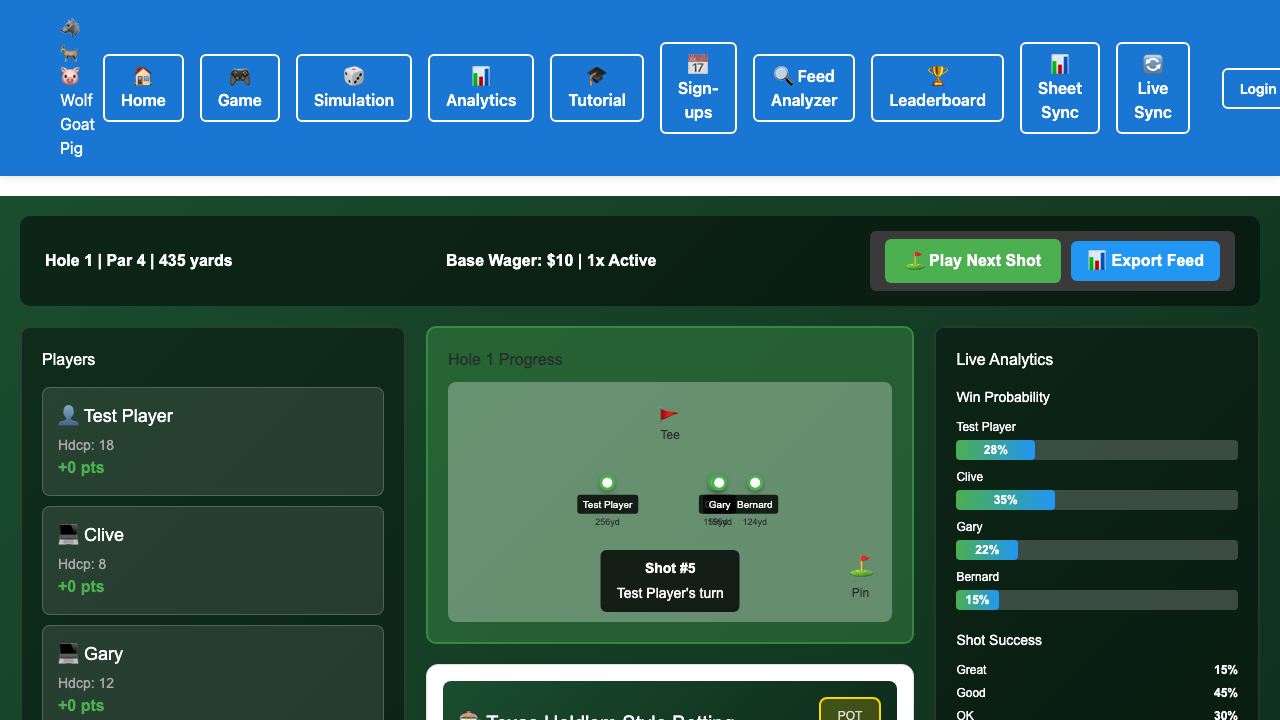 Wolf
Goat
Pig
Home
Game
Simulation
Analytics
Tutorial
Sign-
ups
Feed
Analyzer
Leaderboard
Sheet
Sync
Live
Sync
Login
Hole 1 | Par 4 | 435 yards
Base Wager: $10 | 1x Active
Play Next Shot
Export Feed
Players
Test Player
Hdcp: 18
+0 pts
Clive
Hdcp: 8
+0 pts
Gary
Hdcp: 12
+0 pts
Hole 1 Progress
Tee
Test Player
256yd
Gary
Bernard
124yd
Shot #5
Test Player's turn
Pin
Texas Holdlem Style Betting
POT
Live Analytics
Win Probability
Test Player
28%
Clive
35%
Gary
22%
Bernard
15%
Shot Success
Great 15%
Good 45%
OK 30%